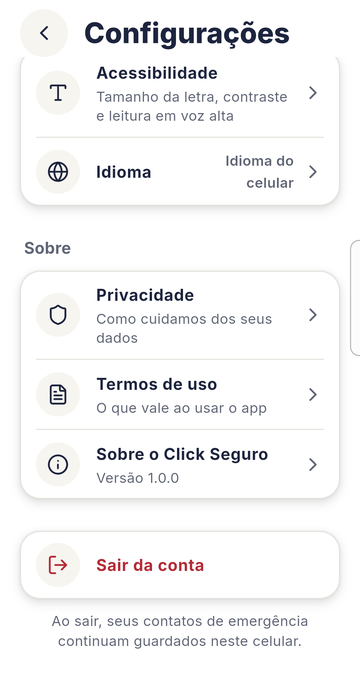 Configurações
Acessibilidade
Tamanho da letra, contraste
e leitura em voz alta
Idioma
Idioma do
celular
Sobre
Privacidade
Como cuidamos dos seus
dados
Termos de uso
O que vale ao usar o app
Sobre o Click Seguro
Versão 1.0.0
Sair da conta
Ao sair, seus contatos de emergência
continuam guardados neste celular.